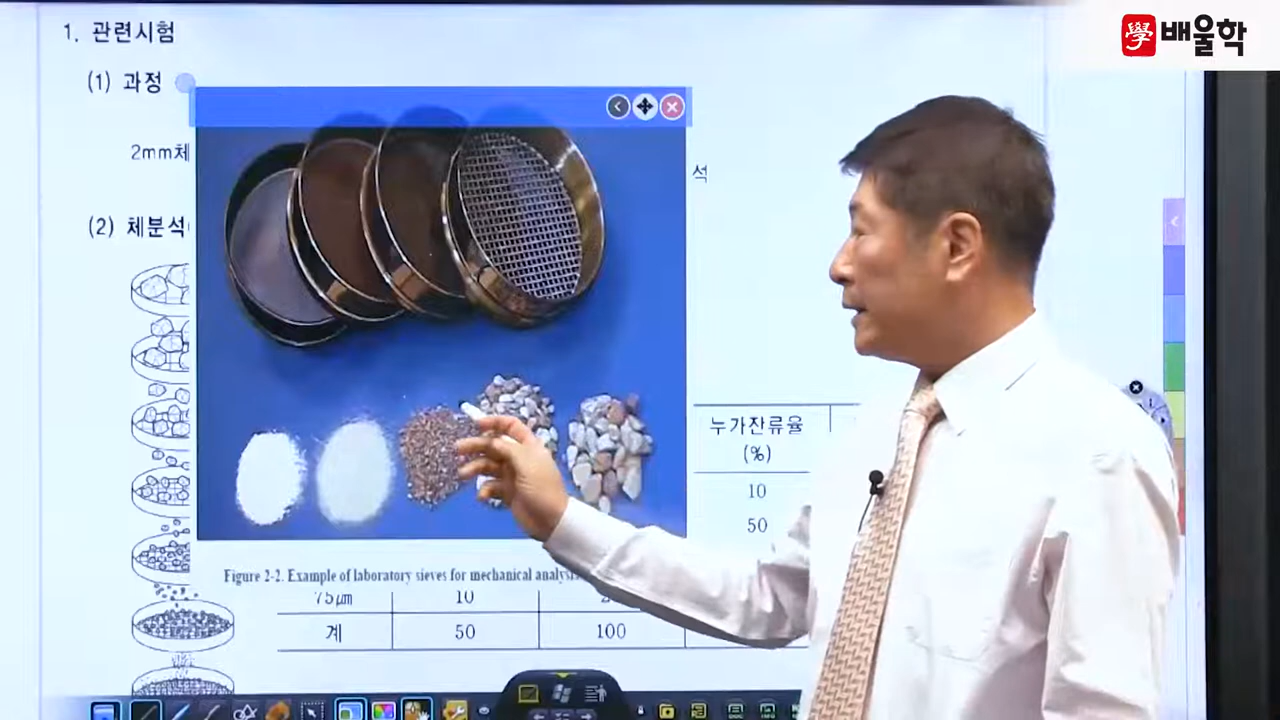 1. 관련시험
學 배울학
(1) 과정
2mm체
석
(2) 체분석
누가잔류율
(%)
10
50
Figure 2-2. Example of laboratory sieves for mechanical analysis
75㎛ 10
계 50 100